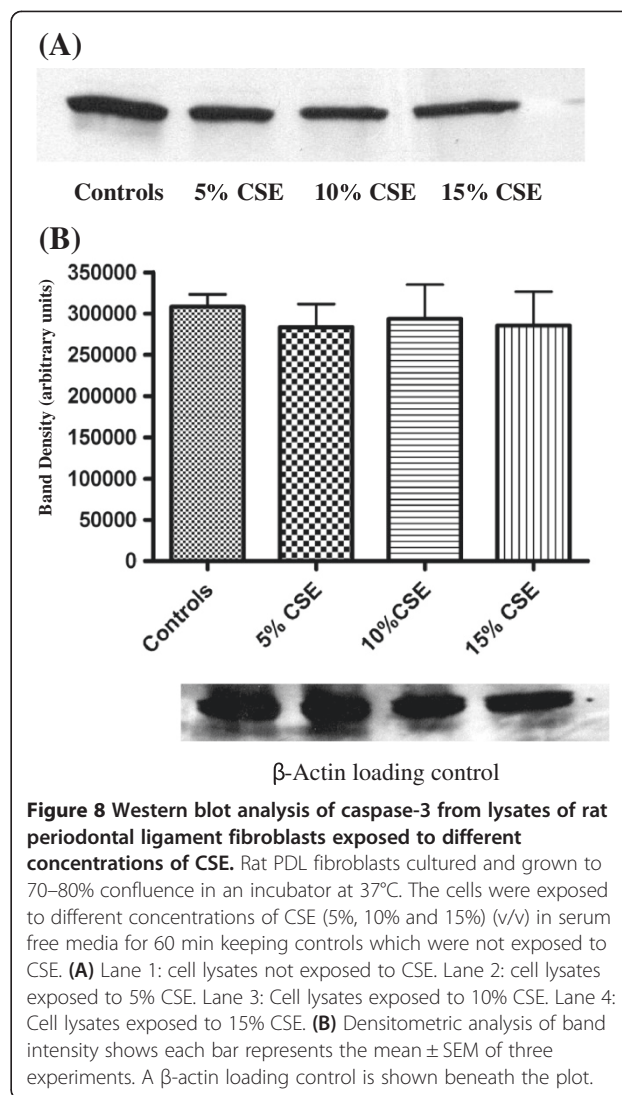 (A)
Controls 5% CSE 10% CSE 15% CSE
(B)
Band Density (arbitrary units)
350000
300000
250000
200000
150000
100000
50000
0
Controls
5% CSE
10%CSE
15% CSE
β-Actin loading control
Figure 8 Western blot analysis of caspase-3 from lysates of rat
periodontal ligament fibroblasts exposed to different
concentrations of CSE. Rat PDL fibroblasts cultured and grown to
70–80% confluence in an incubator at 37°C. The cells were exposed
to different concentrations of CSE (5%, 10% and 15%) (v/v) in serum
free media for 60 min keeping controls which were not exposed to
CSE. (A) Lane 1: cell lysates not exposed to CSE. Lane 2: cell lysates
exposed to 5% CSE. Lane 3: Cell lysates exposed to 10% CSE. Lane 4:
Cell lysates exposed to 15% CSE. (B) Densitometric analysis of band
intensity shows each bar represents the mean ± SEM of three
experiments. A β-actin loading control is shown beneath the plot.